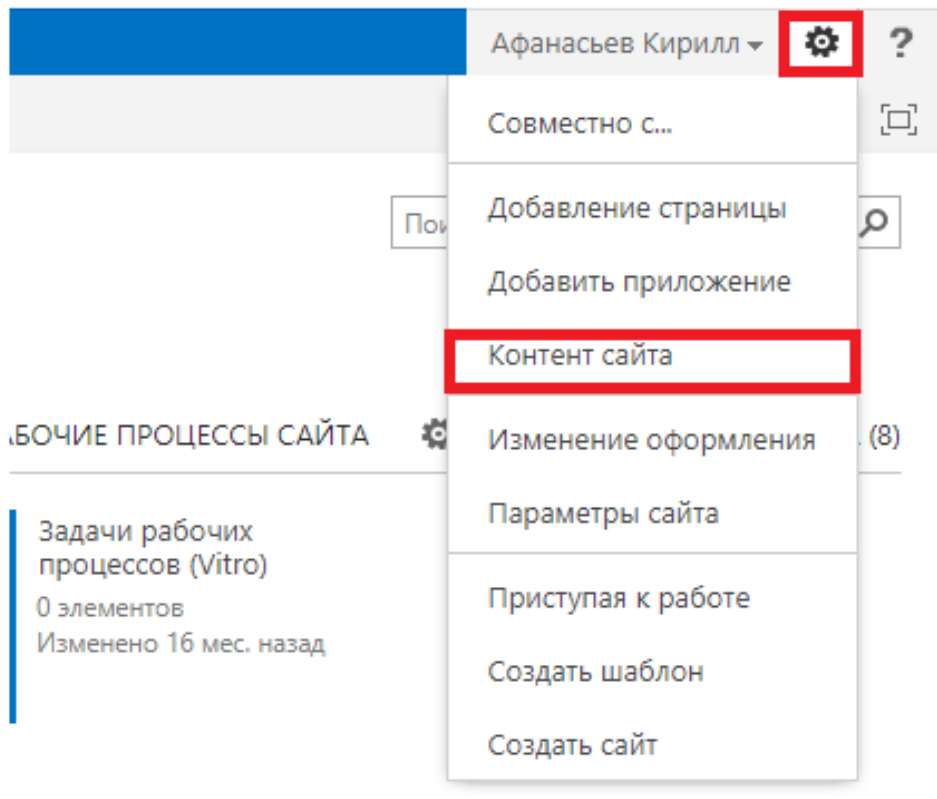 Афанасьев Кирилл
?
Совместно с...
Добавление страницы
Добавить приложение
Контент сайта
БОЧИЕ ПРОЦЕССЫ САЙТА
(8)
Изменение оформления
Параметры сайта
Задачи рабочих
процессов (Vitro)
0 элементов
Изменено 16 мес. назад
Приступая к работе
Создать шаблон
Создать сайт